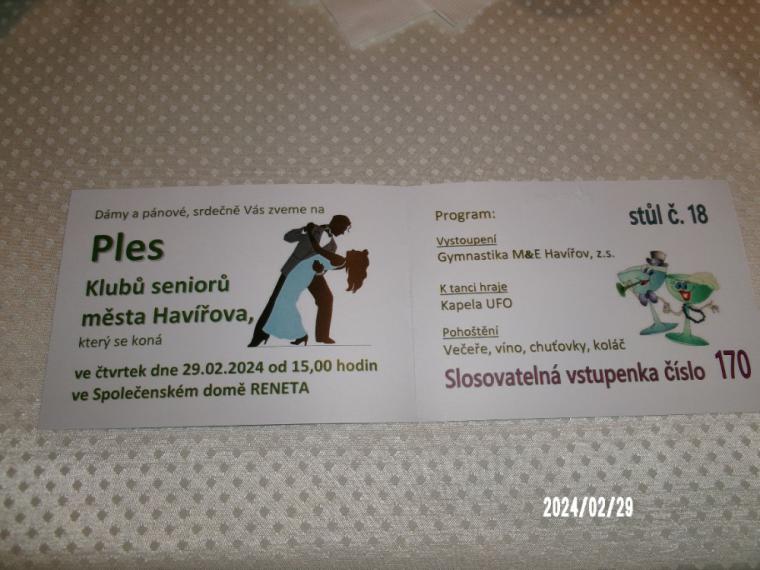 Dámy a pánové, srdečně Vás zveme na
Ples
Klubů seniorů
města Havířova,
který se koná
ve čtvrtek dne 29.02.2024 od 15,00 hodin
ve Společenském domě RENETA
Program:
stůl č. 18
Vystoupení
Gymnastika M&E Havířov, z.s.
K tanci hraje
Kapela UFO
Pohoštění
Večeře, víno, chuťovky, koláč
Slosovatelná vstupenka číslo 170
2024/02/29